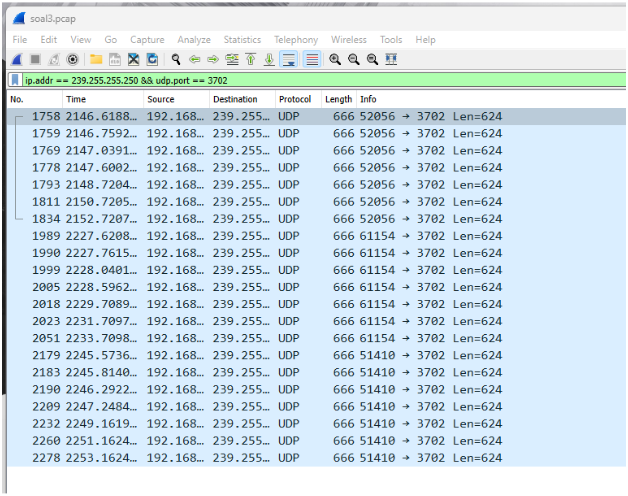 soal3.pcap
File Edit View Go Capture Analyze Statistics Telephony Wireless Tools Help
ip.addr == 239.255.255.250 && udp.port == 3702
No. Time Source Destination Protocol Length Info
1758 2146.6188… 192.168… 239.255… UDP 666 52056 → 3702 Len=624
1759 2146.7592… 192.168… 239.255… UDP 666 52056 → 3702 Len=624
1769 2147.0391… 192.168… 239.255… UDP 666 52056 → 3702 Len=624
1778 2147.6002… 192.168… 239.255… UDP 666 52056 → 3702 Len=624
1793 2148.7204… 192.168… 239.255… UDP 666 52056 → 3702 Len=624
1811 2150.7205… 192.168… 239.255… UDP 666 52056 → 3702 Len=624
1834 2152.7207… 192.168… 239.255… UDP 666 52056 → 3702 Len=624
1989 2227.6208… 192.168… 239.255… UDP 666 61154 → 3702 Len=624
1990 2227.7615… 192.168… 239.255… UDP 666 61154 → 3702 Len=624
1999 2228.0401… 192.168… 239.255… UDP 666 61154 → 3702 Len=624
2005 2228.5962… 192.168… 239.255… UDP 666 61154 → 3702 Len=624
2018 2229.7089… 192.168… 239.255… UDP 666 61154 → 3702 Len=624
2023 2231.7097… 192.168… 239.255… UDP 666 61154 → 3702 Len=624
2051 2233.7098… 192.168… 239.255… UDP 666 61154 → 3702 Len=624
2179 2245.5736… 192.168… 239.255… UDP 666 51410 → 3702 Len=624
2183 2245.8140… 192.168… 239.255… UDP 666 51410 → 3702 Len=624
2190 2246.2922… 192.168… 239.255… UDP 666 51410 → 3702 Len=624
2209 2247.2484… 192.168… 239.255… UDP 666 51410 → 3702 Len=624
2232 2249.1619… 192.168… 239.255… UDP 666 51410 → 3702 Len=624
2260 2251.1624… 192.168… 239.255… UDP 666 51410 → 3702 Len=624
2278 2253.1624… 192.168… 239.255… UDP 666 51410 → 3702 Len=624